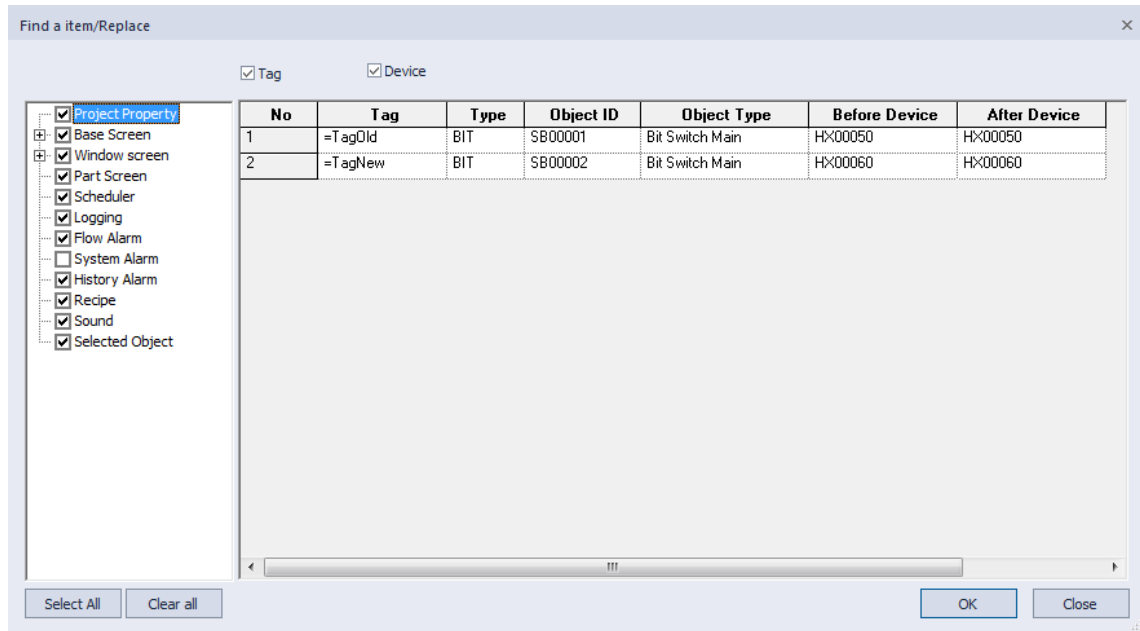 Find a item/Replace
Tag Device
Project Property
Base Screen
Window screen
Part Screen
Scheduler
Logging
Flow Alarm
System Alarm
History Alarm
Recipe
Sound
Selected Object
No Tag Type Object ID Object Type Before Device After Device
1 =TagOld BIT SB00001 Bit Switch Main HX00050 HX00050
2 =TagNew BIT SB00002 Bit Switch Main HX00060 HX00060
Select All Clear all OK Close